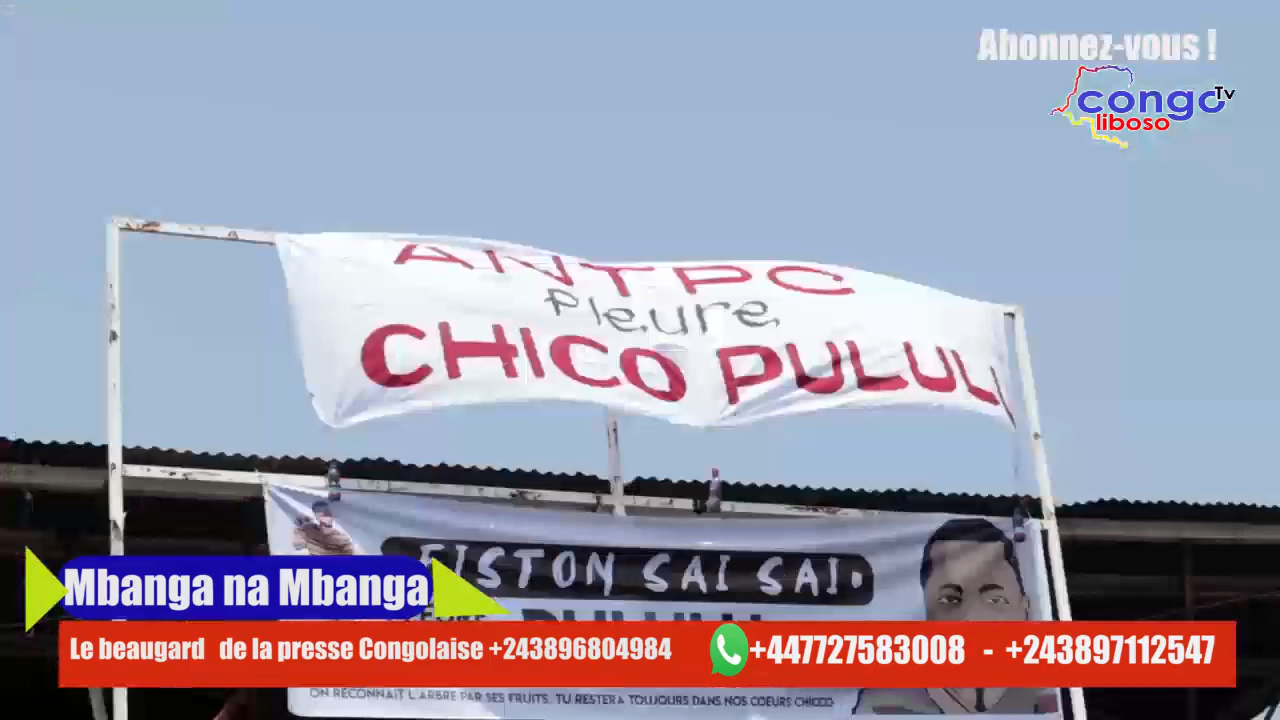 Abonnez-vous !
congo Tv
liboso
ANTPC
Pleure
CHICO PULULU
FISTON SAI SAI.
Mbanga na Mbanga
Le beaugard de la presse Congolaise +243896804984
+447727583008 - +243897112547
ON RECONNAIT L'ARBRE PAR SES FRUITS. TU RESTERA TOUJOURS DANS NOS COEURS CHICCO